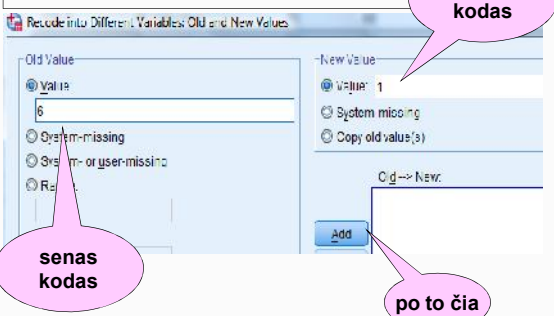 kodas
Recode into Different Variables: Old and New Values
Old Value
New Value
Value:
Value: 1
6
System missing
System-missing
Copy old value(s)
System- or user-missing
Old --> New:
Add
senas
kodas
po to čia